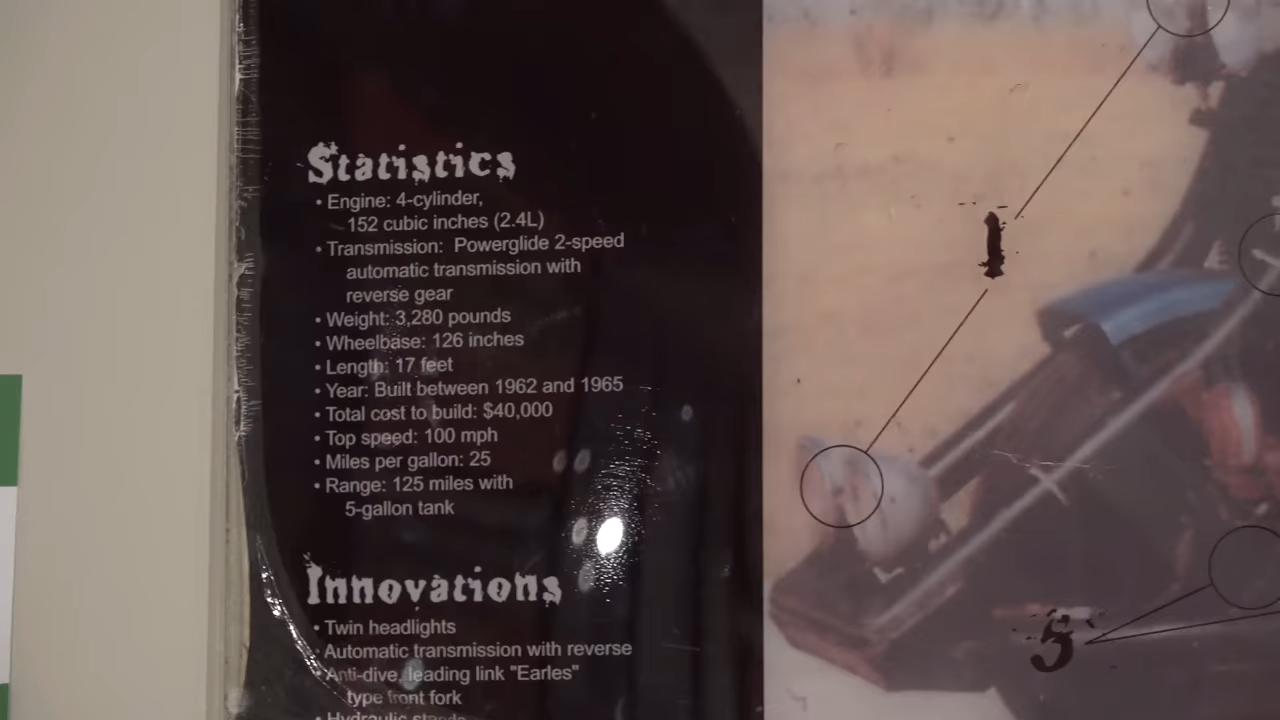 Statistics
• Engine: 4-cylinder,
152 cubic inches (2.4L)
• Transmission: Powerglide 2-speed
automatic transmission with
reverse gear
• Weight: 3,280 pounds
• Wheelbase: 126 inches
• Length: 17 feet
• Year: Built between 1962 and 1965
• Total cost to build: $40,000
• Top speed: 100 mph
• Miles per gallon: 25
• Range: 125 miles with
5-gallon tank
Innovations
• Twin headlights
• Automatic transmission with reverse
• Anti-dive, leading link "Earles"
type front fork
• Hydraulic stands
1
5